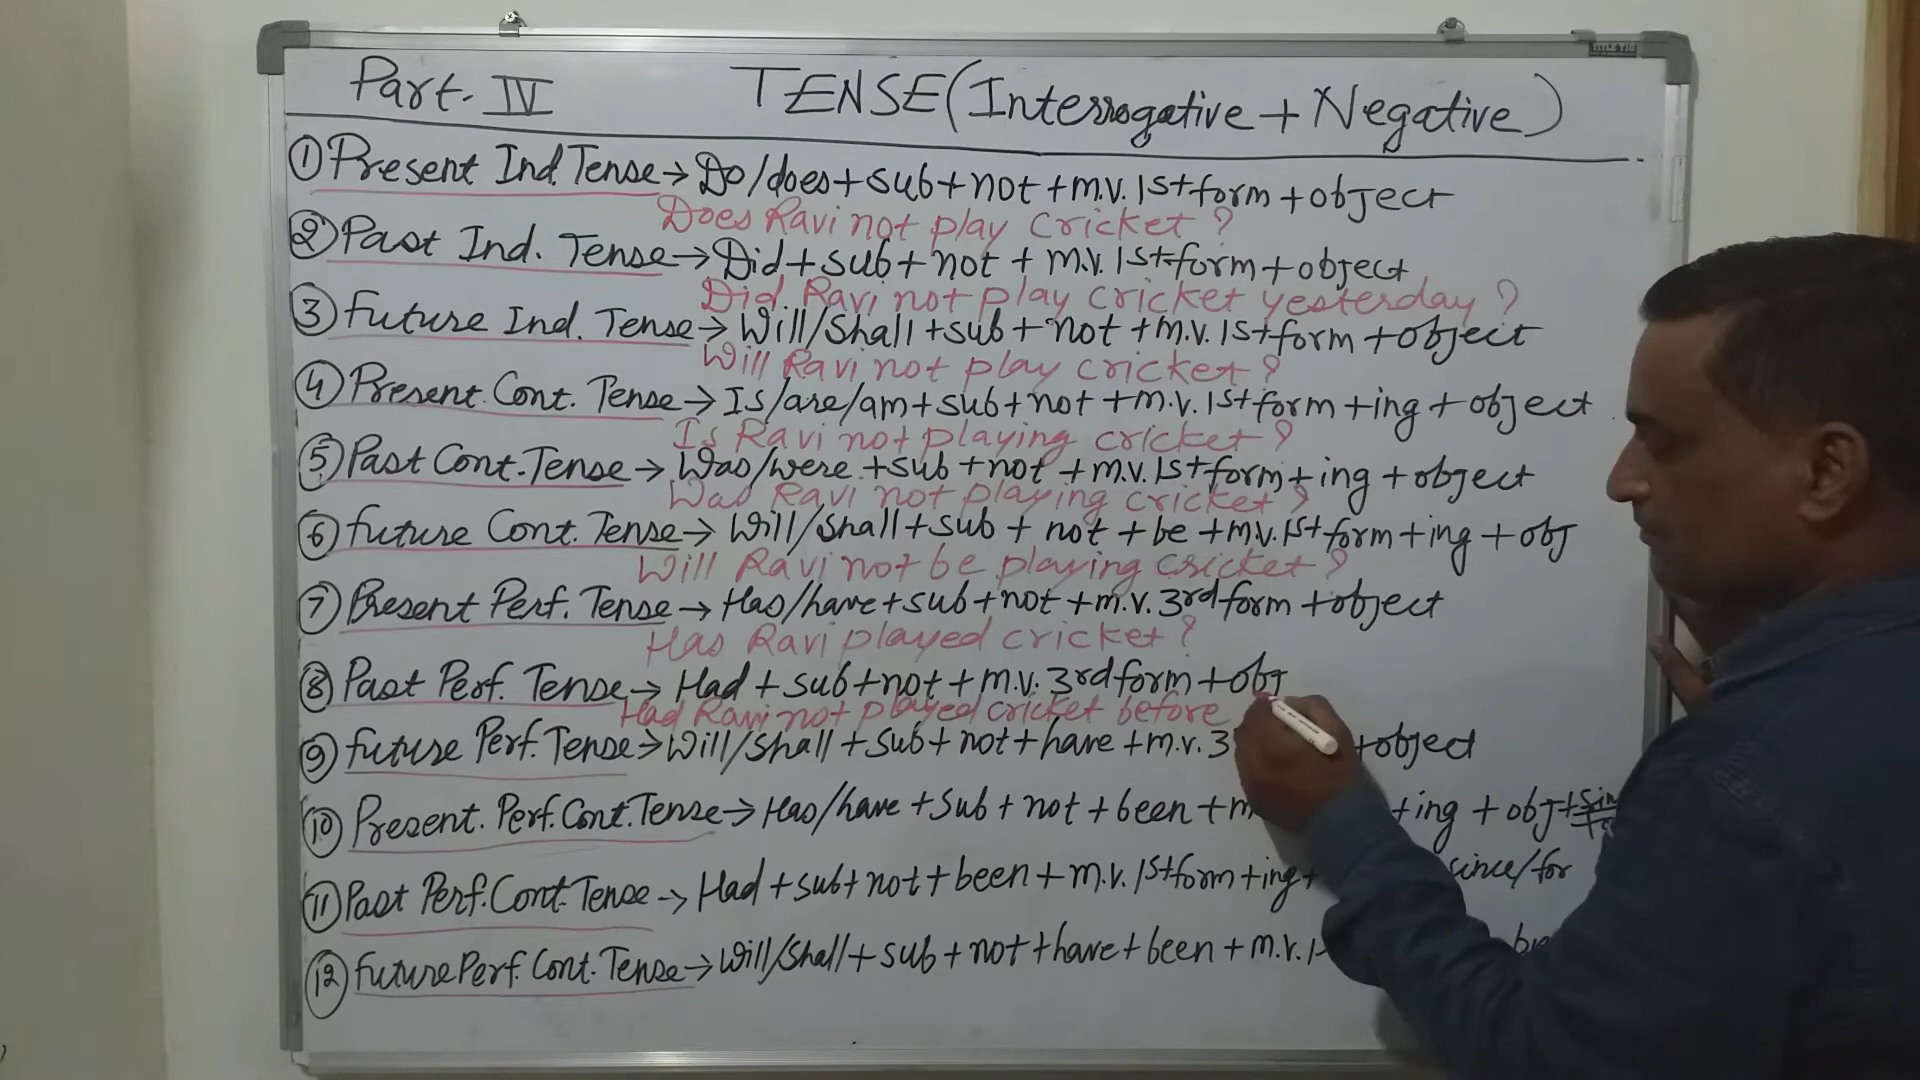 Part. IV TENSE (Interrogative + Negative)
① Present Ind. Tense → Do/does + sub + not + m.v. 1st form + object
Does Ravi not play cricket?
② Past Ind. Tense → Did + sub + not + m.v. 1st form + object
Did Ravi not play cricket yesterday?
③ Future Ind. Tense → Will/Shall + sub + not + m.v. 1st form + object
Will Ravi not play cricket?
④ Present Cont. Tense → Is/are/am + sub + not + m.v. 1st form + ing + object
Is Ravi not playing cricket?
⑤ Past Cont. Tense → Was/were + sub + not + m.v. 1st form + ing + object
Was Ravi not playing cricket?
⑥ Future Cont. Tense → Will/Shall + sub + not + be + m.v. 1st form + ing + obj
Will Ravi not be playing cricket?
⑦ Present Perf. Tense → Has/have + sub + not + m.v. 3rd form + object
Has Ravi played cricket?
⑧ Past Perf. Tense → Had + sub + not + m.v. 3rd form + obj
Had Ravi not played cricket before
⑨ Future Perf. Tense → Will/Shall + sub + not + have + m.v. 3 + object
⑩ Present. Perf. Cont. Tense → Has/have + sub + not + been + m + ing + obj +
⑪ Past Perf. Cont. Tense → Had + sub + not + been + m.v. 1st form + ing + since/for
⑫ Future Perf. Cont. Tense → Will/Shall + sub + not + have + been + m.v. 1